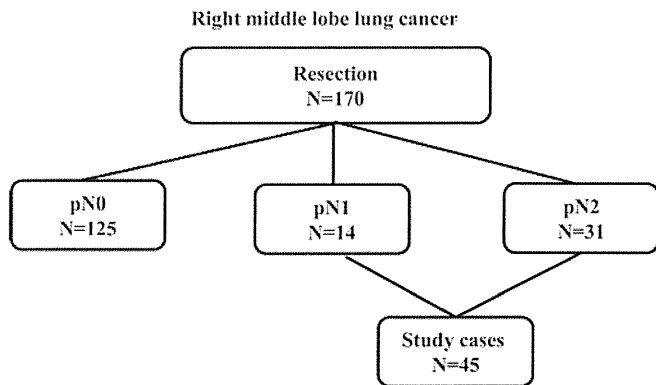 Right middle lobe lung cancer
Resection
N=170
pN0
N=125
pN1
N=14
pN2
N=31
Study cases
N=45